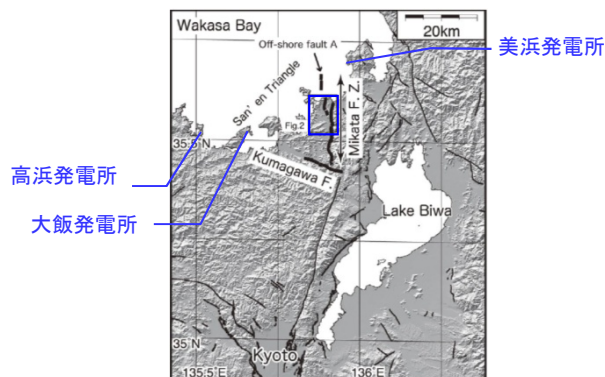 Wakasa Bay
20km
Off-shore fault A
美浜発電所
San' en Triangle
Mikata F. Z.
Fig.2
35.5°N
高浜発電所
Kumagawa F.
大飯発電所
Lake Biwa
35°N
Kyoto
135.5°E
136°E